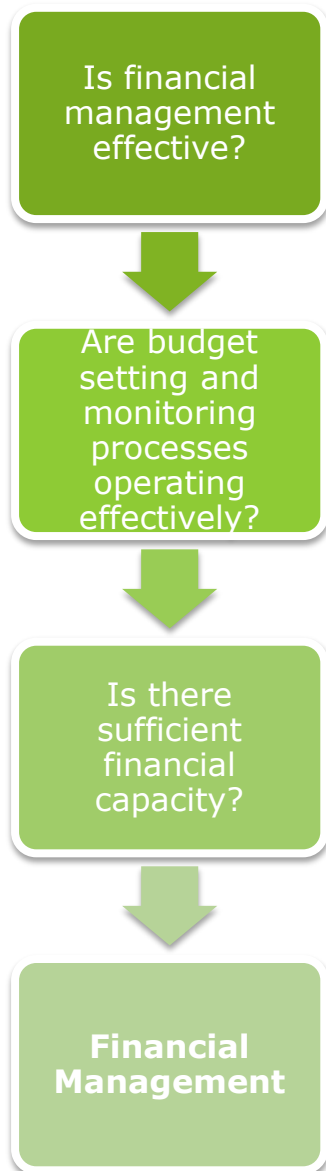 Is financial
management
effective?
Are budget
setting and
monitoring
processes
operating
effectively?
Is there
sufficient
financial
capacity?
Financial
Management